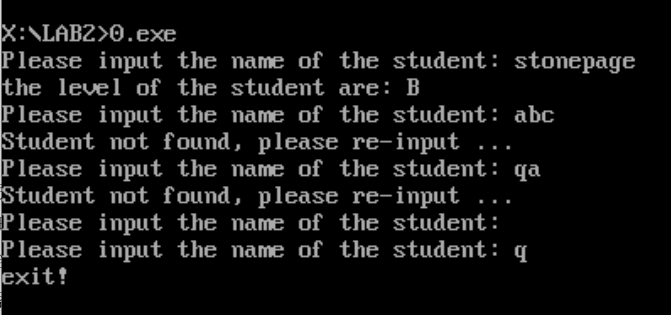 X:\LAB2>0.exe
Please input the name of the student: stonepage
the level of the student are: B
Please input the name of the student: abc
Student not found, please re-input ...
Please input the name of the student: qa
Student not found, please re-input ...
Please input the name of the student:
Please input the name of the student: q
exit!